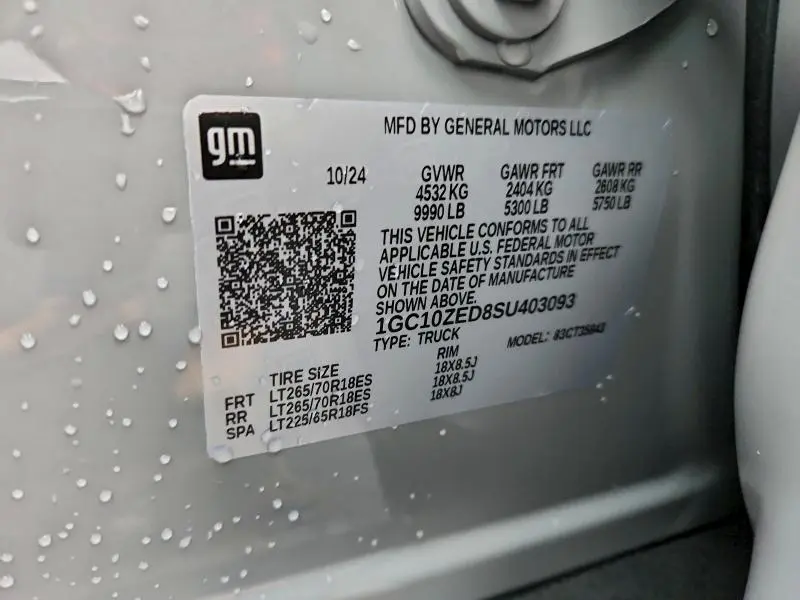 gm
MFD BY GENERAL MOTORS LLC
10/24 GVWR GAWR FRT GAWR RR
4532 KG 2404 KG 2608 KG
9990 LB 5300 LB 5750 LB
THIS VEHICLE CONFORMS TO ALL
APPLICABLE U.S. FEDERAL MOTOR
VEHICLE SAFETY STANDARDS IN EFFECT
ON THE DATE OF MANUFACTURE
SHOWN ABOVE.
1GC10ZED8SU403093
TYPE: TRUCK MODEL:
TIRE SIZE RIM
FRT LT265/70R18ES 18X8.5J
RR LT265/70R18ES 18X8.5J
SPA LT225/65R18FS 18X8J